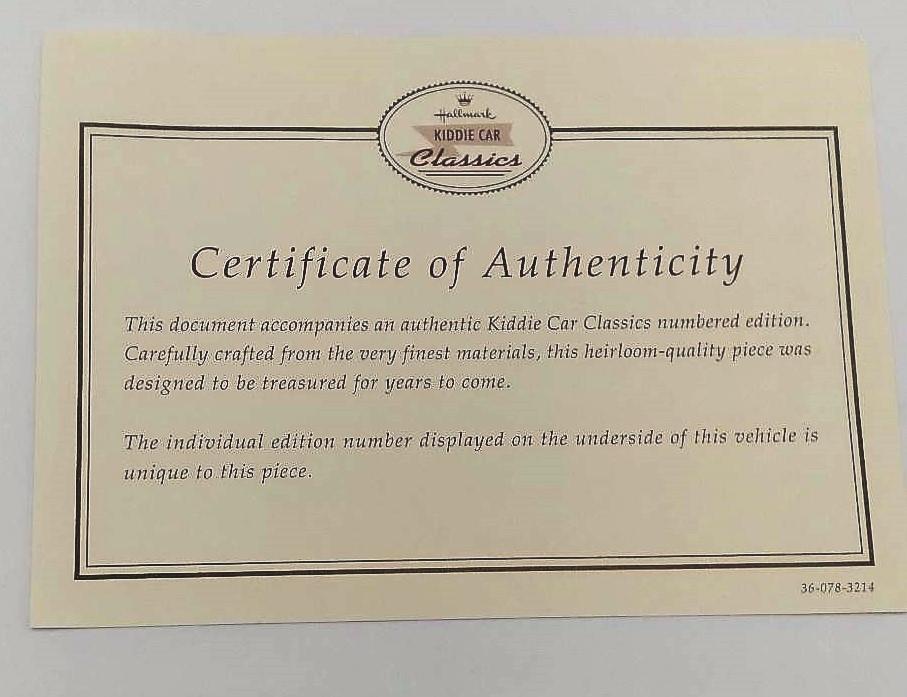 Hallmark
KIDDIE CAR
Classics
Certificate of Authenticity
This document accompanies an authentic Kiddie Car Classics numbered edition.
Carefully crafted from the very finest materials, this heirloom-quality piece was
designed to be treasured for years to come.
The individual edition number displayed on the underside of this vehicle is
unique to this piece.
36-078-3214